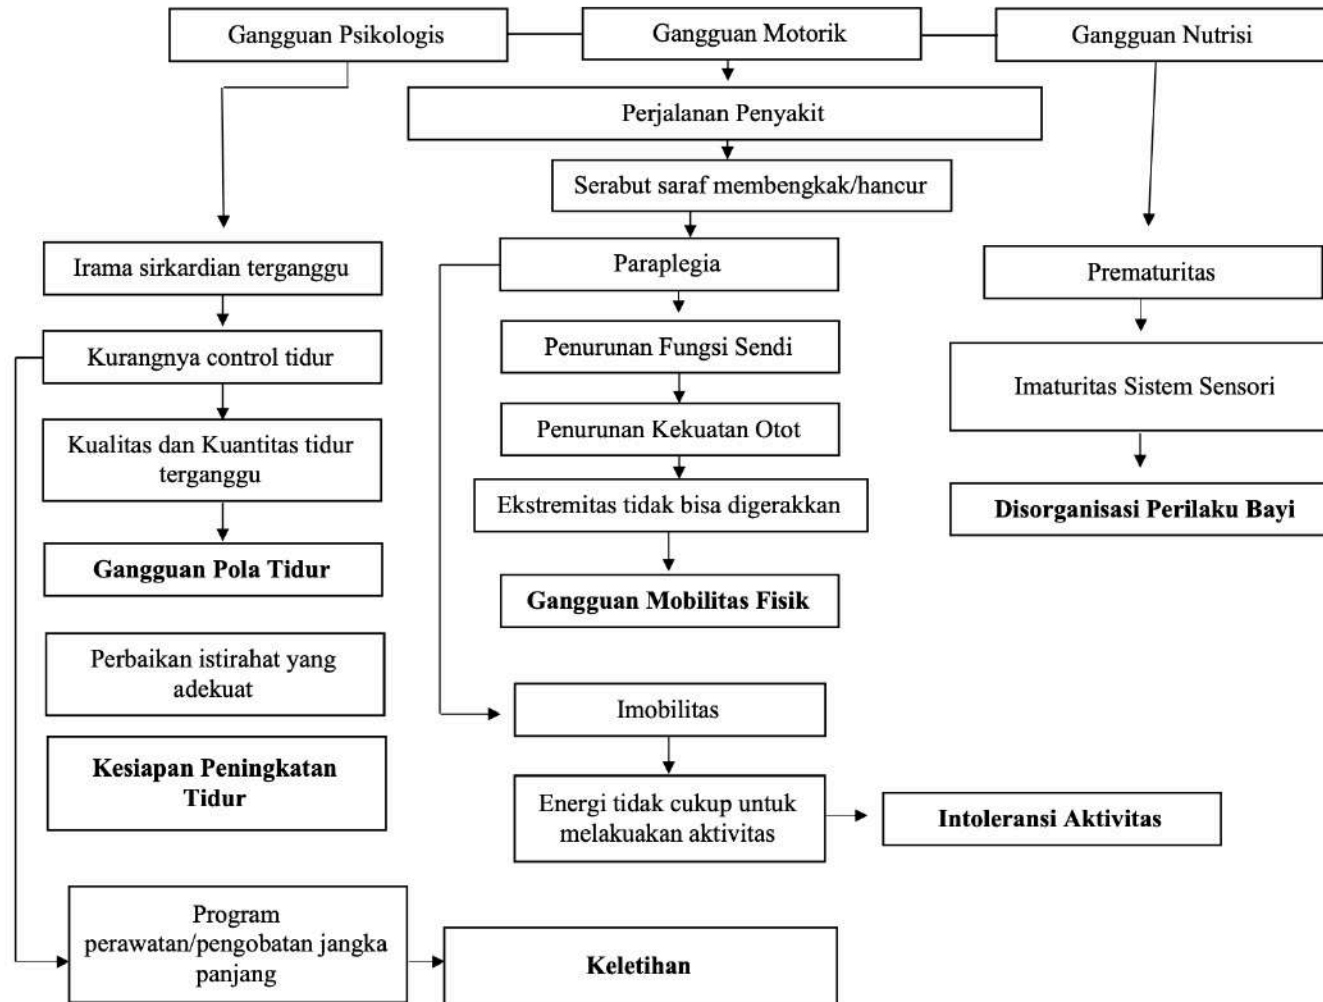 Gangguan Psikologis
Gangguan Motorik
Gangguan Nutrisi
Perjalanan Penyakit
Serabut saraf membengkak/hancur
Irama sirkardian terganggu
Paraplegia
Prematuritas
Kurangnya control tidur
Penurunan Fungsi Sendi
Imaturitas Sistem Sensori
Kualitas dan Kuantitas tidur
terganggu
Penurunan Kekuatan Otot
Ekstremitas tidak bisa digerakkan
Disorganisasi Perilaku Bayi
Gangguan Pola Tidur
Gangguan Mobilitas Fisik
Perbaikan istirahat yang
adekuat
Imobilitas
Kesiapan Peningkatan
Tidur
Energi tidak cukup untuk
melakuakan aktivitas
Intoleransi Aktivitas
Program
perawatan/pengobatan jangka
panjang
Keletihan